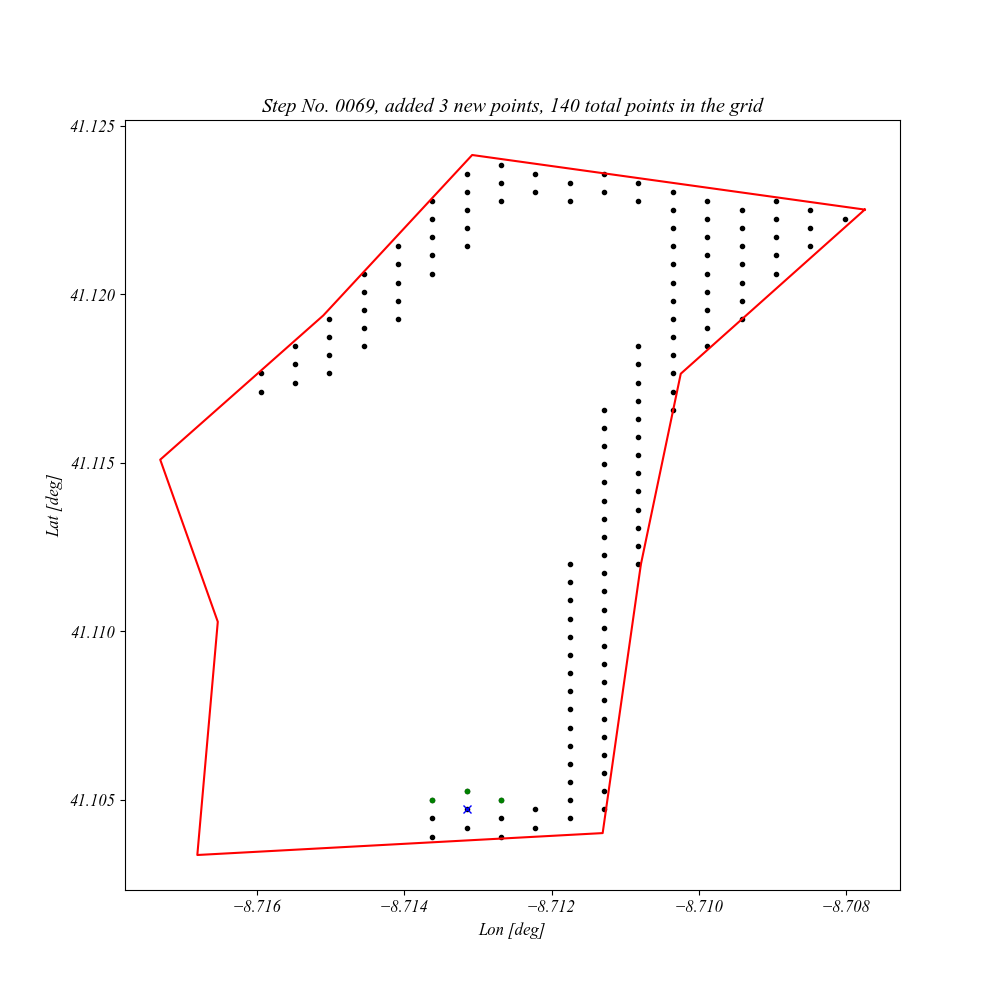 Step No. 0069, added 3 new points, 140 total points in the grid
41.125
41.120
41.115
41.110
41.105
Lat [deg]
−8.716 −8.714 −8.712 −8.710 −8.708
Lon [deg]